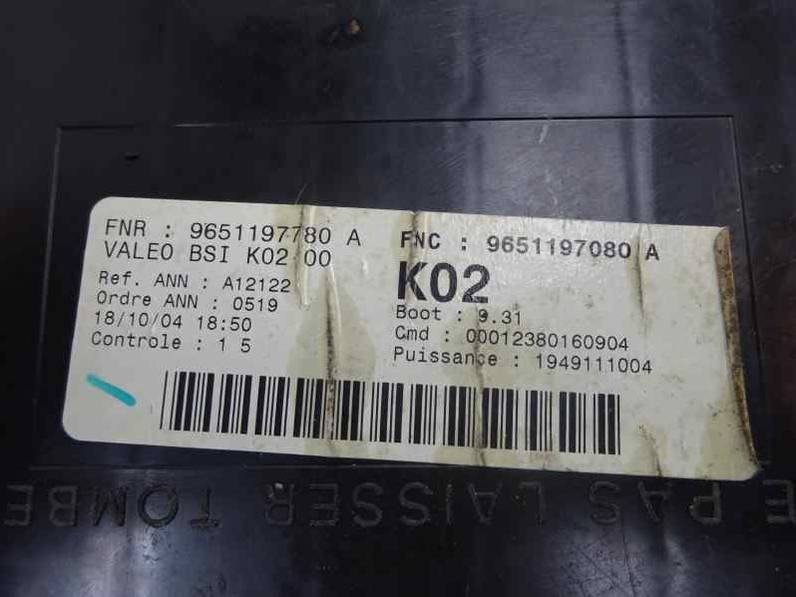 FNR : 9651197780 A
VALEO BSI K02 00
Ref. ANN : A12122
Ordre ANN : 0519
18/10/04 18:50
Controle : 1 5
FNC : 9651197080 A
K02
Boot : 9.31
Cmd : 00012380160904
Puissance : 1949111004
E PAS LAISSER TOMBE